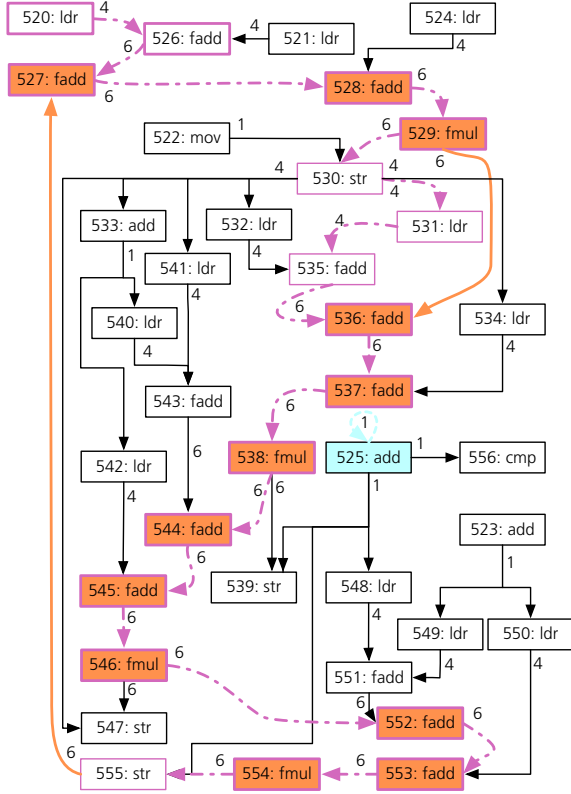 520: ldr
4
524: ldr
526: fadd
4
521: ldr
4
6
527: fadd
6
528: fadd
6
529: fmul
522: mov
1
6
6
4
530: str
4
4
533: add
532: ldr
4
531: ldr
1
541: ldr
4
535: fadd
4
540: ldr
6
536: fadd
534: ldr
4
6
4
543: fadd
537: fadd
6
1
6
542: ldr
538: fmul
525: add
1
556: cmp
4
6
6
1
544: fadd
523: add
6
1
545: fadd
539: str
548: ldr
6
4
549: ldr
550: ldr
546: fmul
6
4
4
6
551: fadd
6
547: str
552: fadd
6
6
555: str
6
554: fmul
6
553: fadd